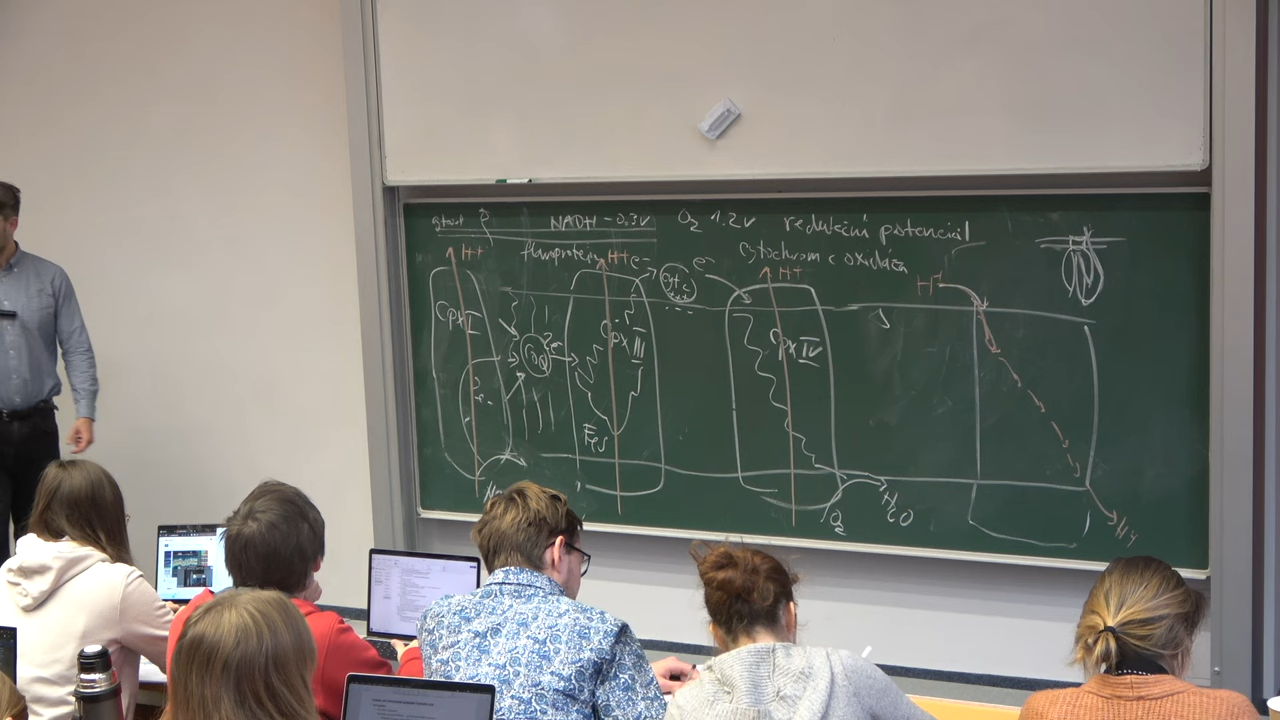 NADH -0,3V O₂ 1.2V redukční potenciál
flavoprotein H+ e- cytochrom c oxidáza
H+ cyt c e- H+ H+
Cpx I Cpx III Cpx IV
Q 2e-
FeS
O₂ H₂O
H+